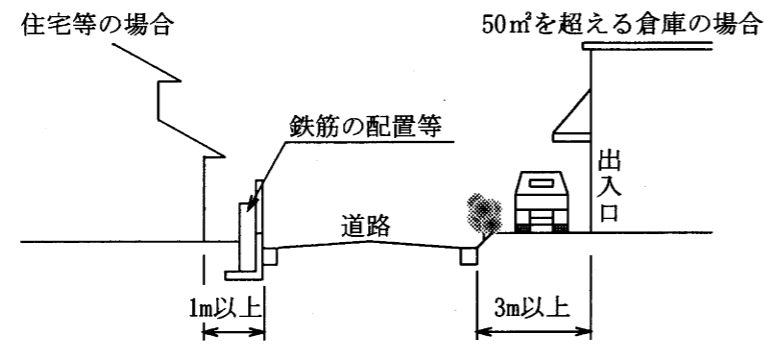 住宅等の場合
50㎡を超える倉庫の場合
鉄筋の配置等
出入口
道路
1m以上
3m以上